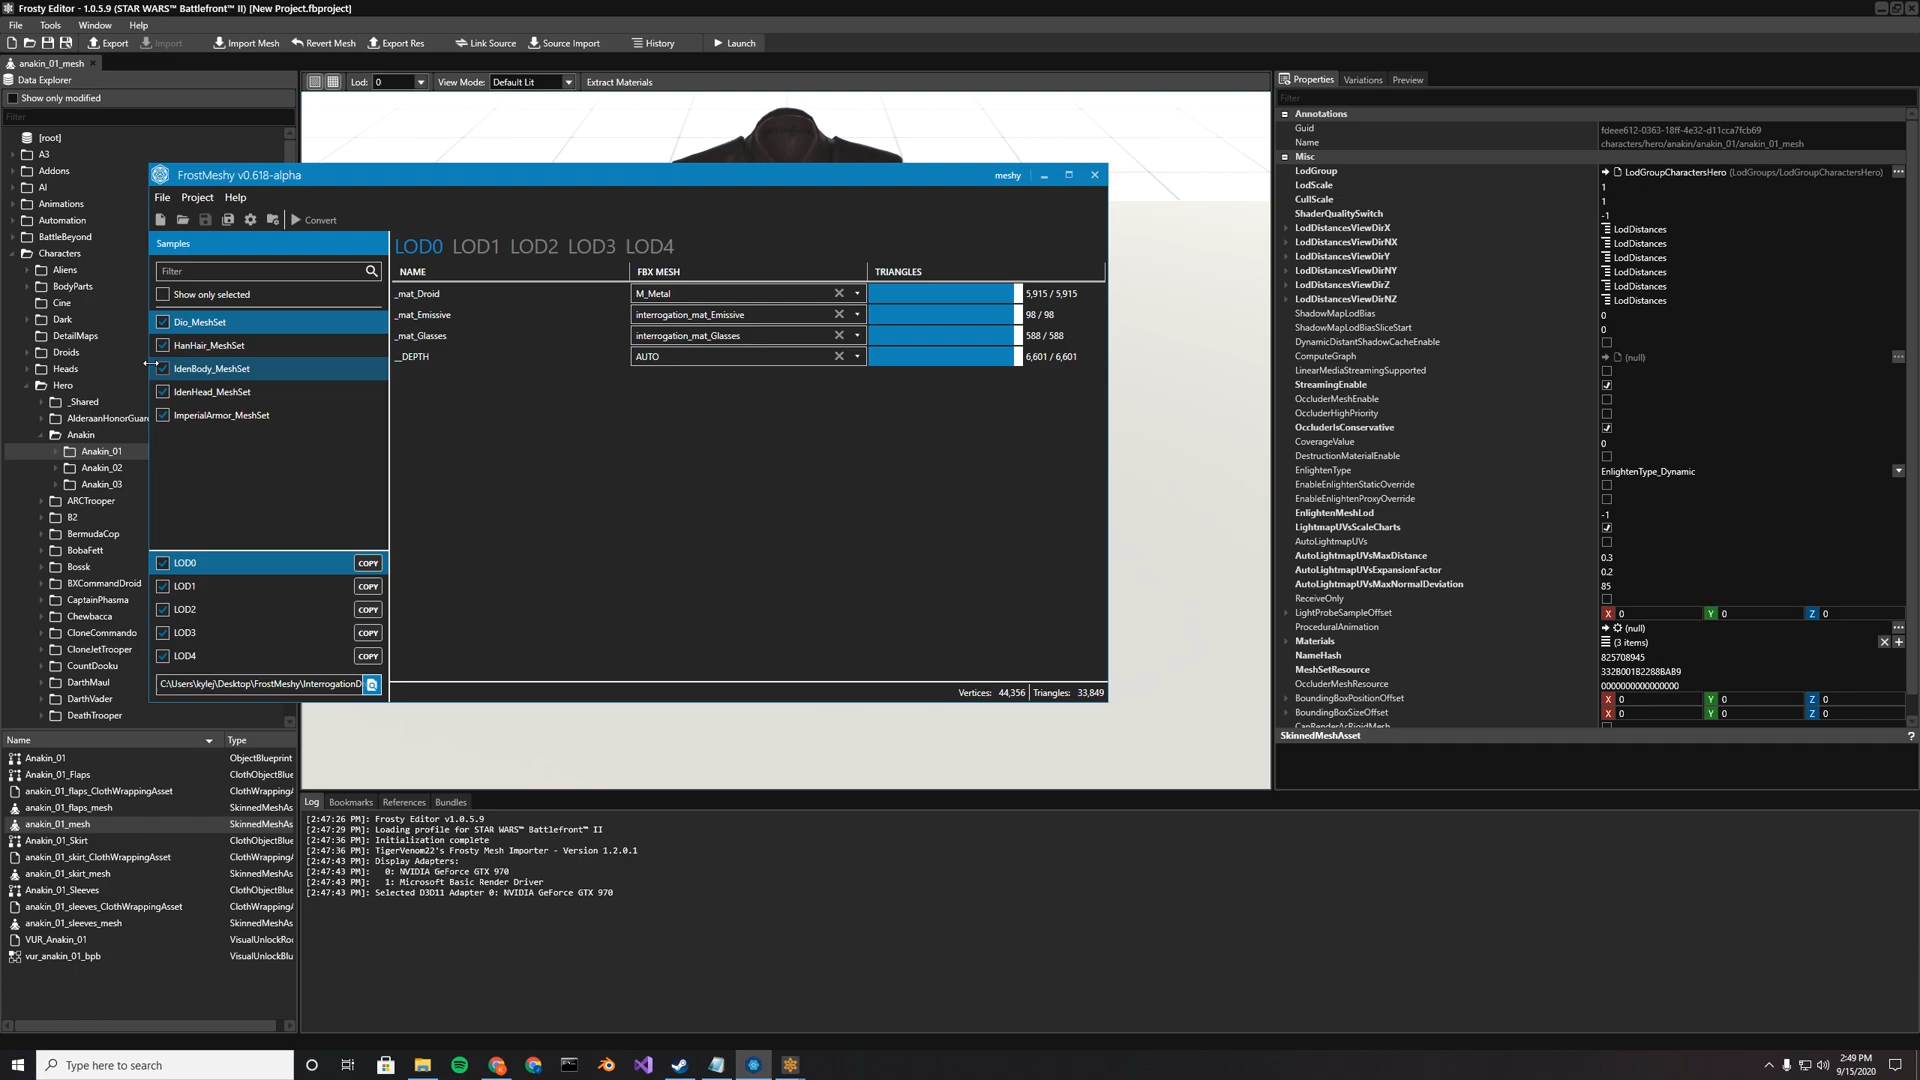 Frosty Editor - 1.0.5.9 (STAR WARS™ Battlefront™ II) [New Project.fbproject]
File Tools Window Help
Export Import Import Mesh Revert Mesh Export Res Link Source Source Import History Launch
anakin_01_mesh
Data Explorer
Show only modified
Filter
[root]
A3
Addons
AI
Animations
Automation
BattleBeyond
Characters
Aliens
BodyParts
Cine
Dark
DetailMaps
Droids
Heads
Hero
_Shared
AlderaanHonorGuar
Anakin
Anakin_01
Anakin_02
Anakin_03
ARCTrooper
B2
BermudaCop
BobaFett
Bossk
BXCommandDroid
CaptainPhasma
Chewbacca
CloneCommando
CloneJetTrooper
CountDooku
DarthMaul
DarthVader
DeathTrooper
Name Type
Anakin_01 ObjectBlueprint
Anakin_01_Flaps ClothObjectBlue
anakin_01_flaps_ClothWrappingAsset ClothWrappingA
anakin_01_flaps_mesh SkinnedMeshAs
anakin_01_mesh SkinnedMeshAs
Anakin_01_Skirt ClothObjectBlue
anakin_01_skirt_ClothWrappingAsset ClothWrappingA
anakin_01_skirt_mesh SkinnedMeshAs
Anakin_01_Sleeves ClothObjectBlue
anakin_01_sleeves_ClothWrappingAsset ClothWrappingA
anakin_01_sleeves_mesh SkinnedMeshAs
VUR_Anakin_01 VisualUnlockRoo
vur_anakin_01_bpb VisualUnlockBlu
Lod: 0 View Mode: Default Lit Extract Materials
FrostMeshy v0.618-alpha meshy
File Project Help
Convert
Samples
Filter
Show only selected
Dio_MeshSet
HanHair_MeshSet
IdenBody_MeshSet
IdenHead_MeshSet
ImperialArmor_MeshSet
LOD0 COPY
LOD1 COPY
LOD2 COPY
LOD3 COPY
LOD4 COPY
C:\Users\kylej\Desktop\FrostMeshy\InterrogationD
LOD0 LOD1 LOD2 LOD3 LOD4
NAME FBX MESH TRIANGLES
_mat_Droid M_Metal 5,915 / 5,915
_mat_Emissive interrogation_mat_Emissive 98 / 98
_mat_Glasses interrogation_mat_Glasses 588 / 588
__DEPTH AUTO 6,601 / 6,601
Vertices: 44,356 Triangles: 33,849
Log Bookmarks References Bundles
[2:47:26 PM]: Frosty Editor v1.0.5.9
[2:47:29 PM]: Loading profile for STAR WARS™ Battlefront™ II
[2:47:36 PM]: Initialization complete
[2:47:36 PM]: TigerVenom22's Frosty Mesh Importer - Version 1.2.0.1
[2:47:43 PM]: Display Adapters:
[2:47:43 PM]: 0: NVIDIA GeForce GTX 970
[2:47:43 PM]: 1: Microsoft Basic Render Driver
[2:47:43 PM]: Selected D3D11 Adapter 0: NVIDIA GeForce GTX 970
Properties Variations Preview
Filter
Annotations
Guid fdeee612-0363-18ff-4e32-d11cca7fcb69
Name characters/hero/anakin/anakin_01/anakin_01_mesh
Misc
LodGroup LodGroupCharactersHero (LodGroups/LodGroupCharactersHero)
LodScale 1
CullScale 1
ShaderQualitySwitch -1
LodDistancesViewDirX LodDistances
LodDistancesViewDirNX LodDistances
LodDistancesViewDirY LodDistances
LodDistancesViewDirNY LodDistances
LodDistancesViewDirZ LodDistances
LodDistancesViewDirNZ LodDistances
ShadowMapLodBias 0
ShadowMapLodBiasSliceStart 0
DynamicDistantShadowCacheEnable
ComputeGraph (null)
LinearMediaStreamingSupported
StreamingEnable
OccluderMeshEnable
OccluderHighPriority
OccluderIsConservative
CoverageValue 0
DestructionMaterialEnable
EnlightenType EnlightenType_Dynamic
EnableEnlightenStaticOverride
EnableEnlightenProxyOverride
EnlightenMeshLod -1
LightmapUVsScaleCharts
AutoLightmapUVs
AutoLightmapUVsMaxDistance 0.3
AutoLightmapUVsExpansionFactor 0.2
AutoLightmapUVsMaxNormalDeviation 85
ReceiveOnly
LightProbeSampleOffset X 0 Y 0 Z 0
ProceduralAnimation (null)
Materials (3 items)
NameHash 825708945
MeshSetResource 332B001B2288BAB9
OccluderMeshResource 0000000000000000
BoundingBoxPositionOffset X 0 Y 0 Z 0
BoundingBoxSizeOffset X 0 Y 0 Z 0
CanRenderAsRigidMesh
SkinnedMeshAsset ?
Type here to search
2:49 PM
9/15/2020